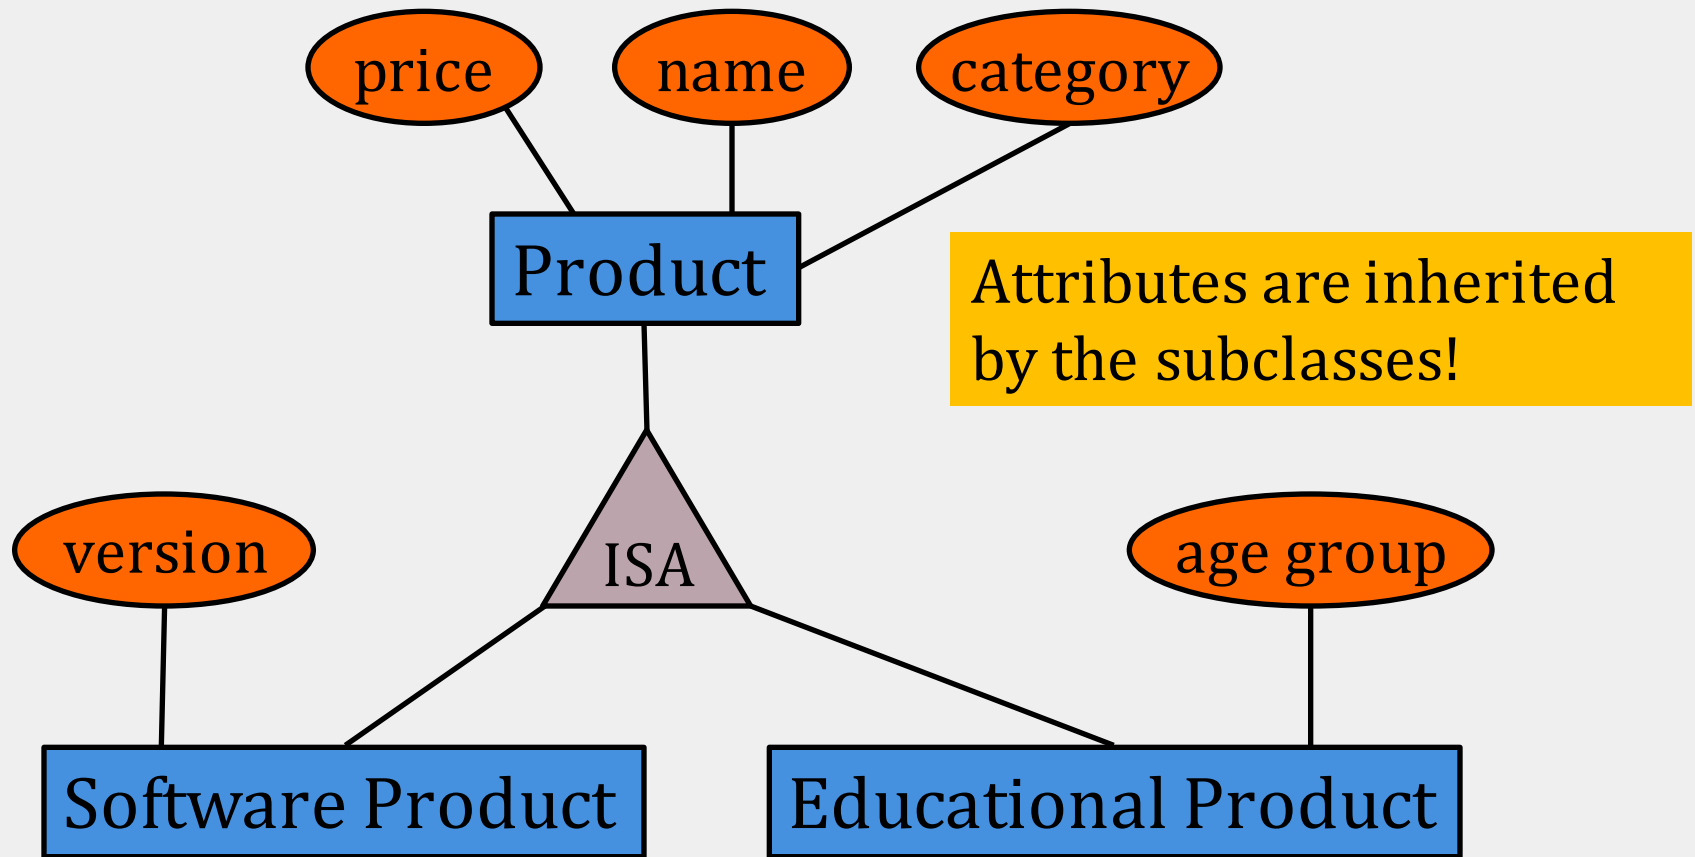 price
name
category
Product
Attributes are inherited
by the subclasses!
version
ISA
age group
Software Product
Educational Product